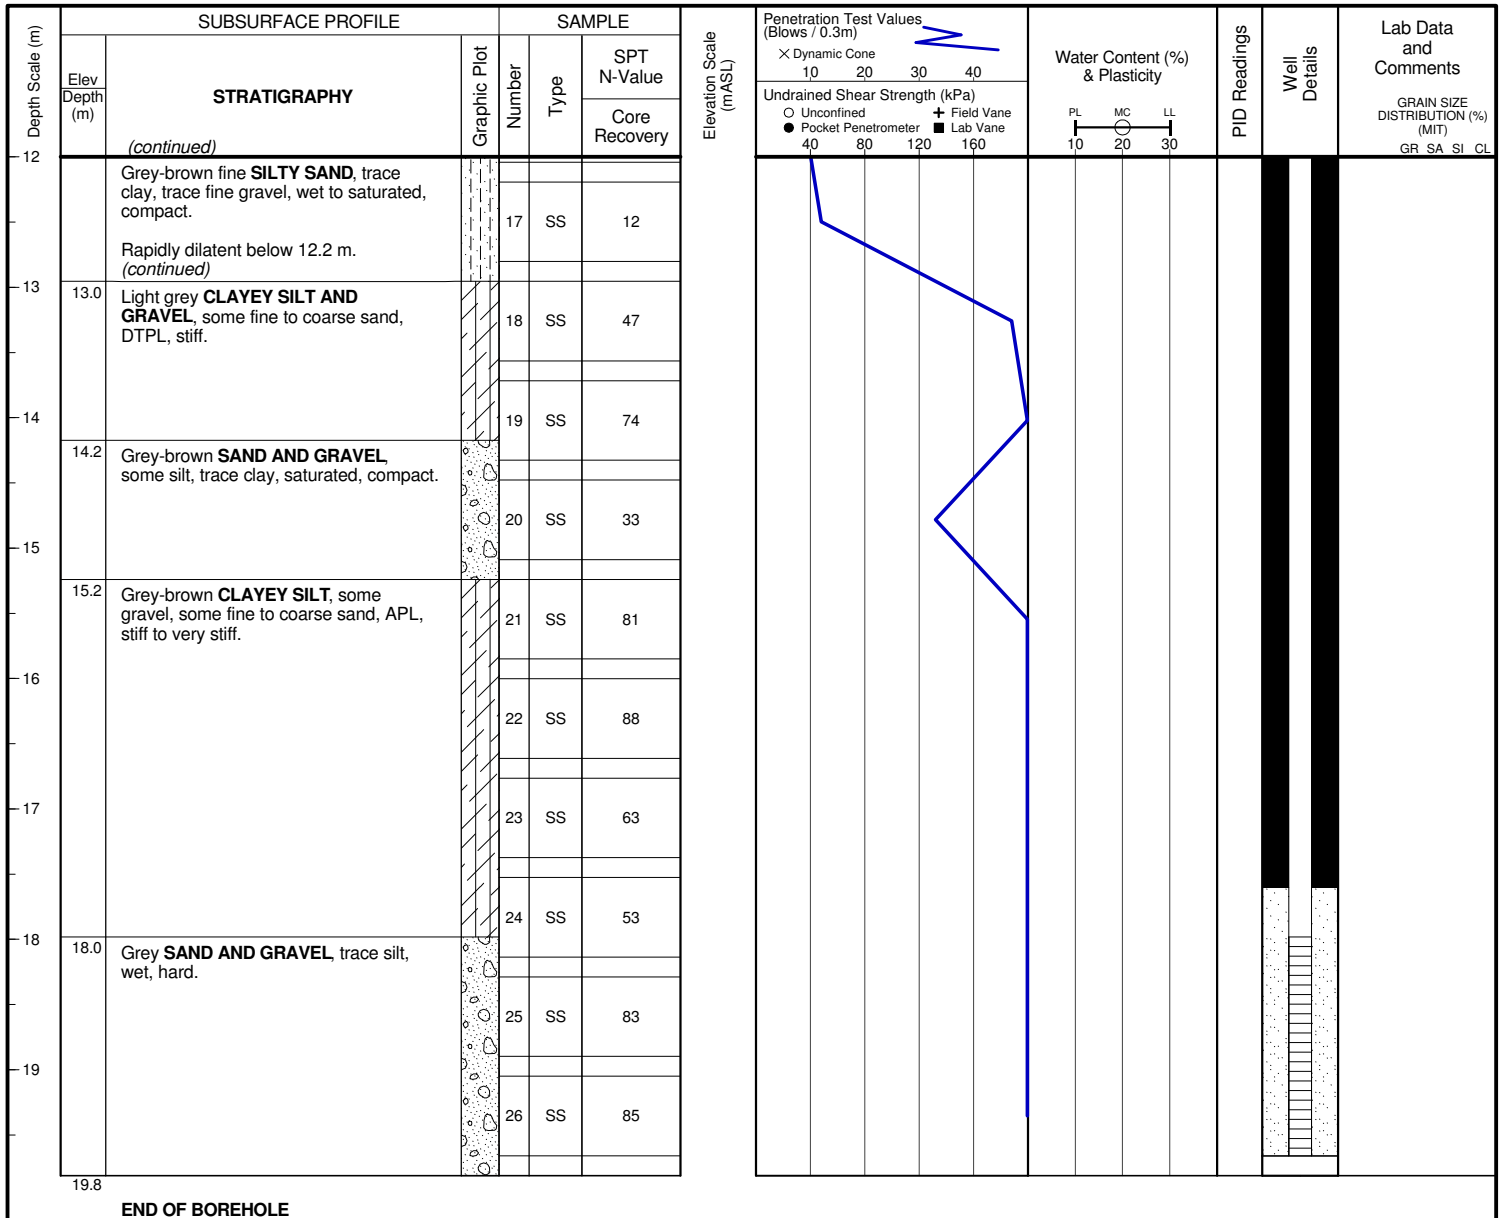 SUBSURFACE PROFILE
SAMPLE
Depth Scale (m)
Elev
Depth
(m)
STRATIGRAPHY
(continued)
Graphic Plot
Number
Type
SPT
N-Value
Core
Recovery
Elevation Scale
(mASL)
Penetration Test Values
(Blows / 0.3m)
× Dynamic Cone
10 20 30 40
Undrained Shear Strength (kPa)
Unconfined
Field Vane
Pocket Penetrometer
Lab Vane
40 80 120 160
Water Content (%)
& Plasticity
PL MC LL
10 20 30
PID Readings
Well
Details
Lab Data
and
Comments
GRAIN SIZE
DISTRIBUTION (%)
(MIT)
GR SA SI CL
12
Grey-brown fine SILTY SAND, trace
clay, trace fine gravel, wet to saturated,
compact.
17 SS 12
Rapidly dilatent below 12.2 m.
(continued)
13
13.0
Light grey CLAYEY SILT AND
GRAVEL, some fine to coarse sand,
DTPL, stiff.
18 SS 47
14
19 SS 74
14.2
Grey-brown SAND AND GRAVEL,
some silt, trace clay, saturated, compact.
20 SS 33
15
15.2
Grey-brown CLAYEY SILT, some
gravel, some fine to coarse sand, APL,
stiff to very stiff.
21 SS 81
16
22 SS 88
17
23 SS 63
24 SS 53
18
18.0
Grey SAND AND GRAVEL, trace silt,
wet, hard.
25 SS 83
19
26 SS 85
19.8
END OF BOREHOLE